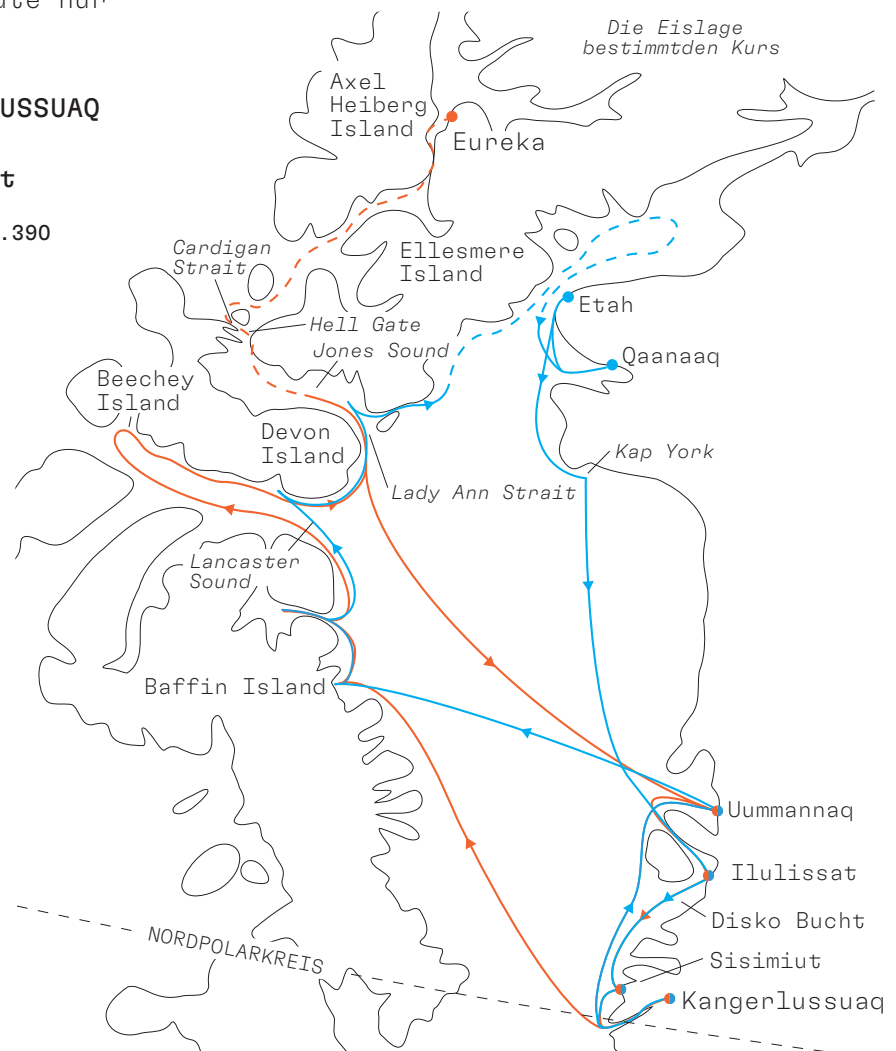 ute nur
USSUAQ
t
.390
Die Eislage
bestimmtden Kurs
Axel
Heiberg
Island
Eureka
Cardigan
Strait
Ellesmere
Island
Etah
Hell Gate
Jones Sound
Qaanaaq
Beechey
Island
Devon
Island
Kap York
Lady Ann Strait
Lancaster
Sound
Baffin Island
Uummannaq
Ilulissat
Disko Bucht
NORDPOLARKREIS
Sisimiut
Kangerlussuaq